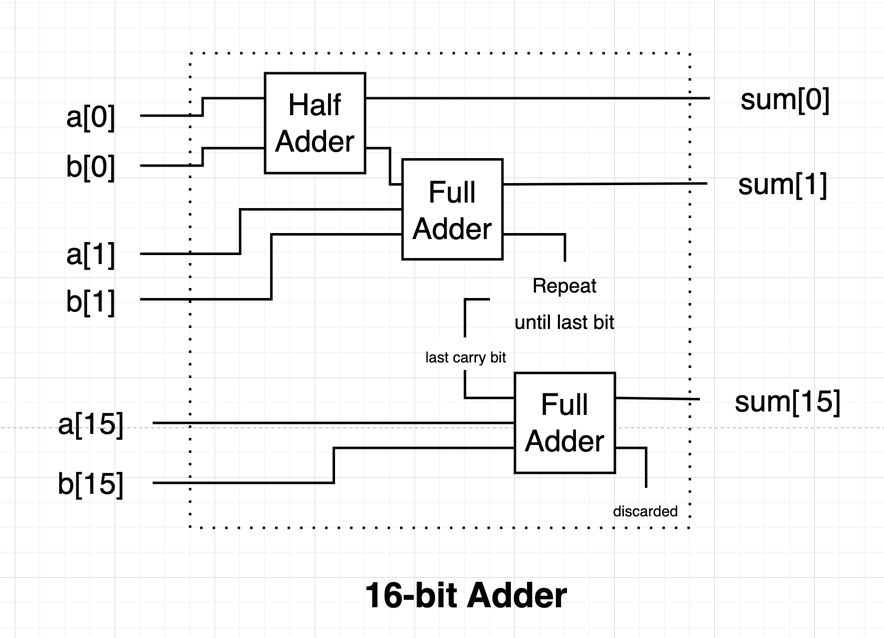 Half
Adder
a[0]
sum[0]
b[0]
Full
Adder
sum[1]
a[1]
b[1]
Repeat
until last bit
last carry bit
Full
Adder
sum[15]
a[15]
b[15]
discarded
16-bit Adder